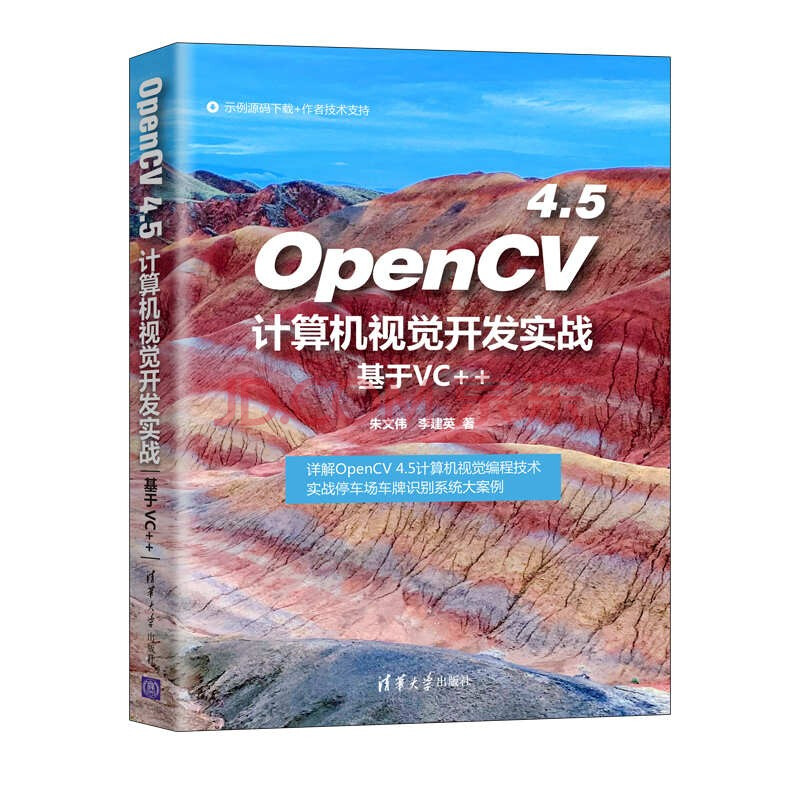 示例源码下载+作者技术支持
4.5
OpenCV
计算机视觉开发实战
基于VC++
朱文伟 李建英 著
详解OpenCV 4.5计算机视觉编程技术
实战停车场车牌识别系统大案例
清华大学出版社
OpenCV 4.5 计算机视觉开发实战
基于VC++
清华大学出版社